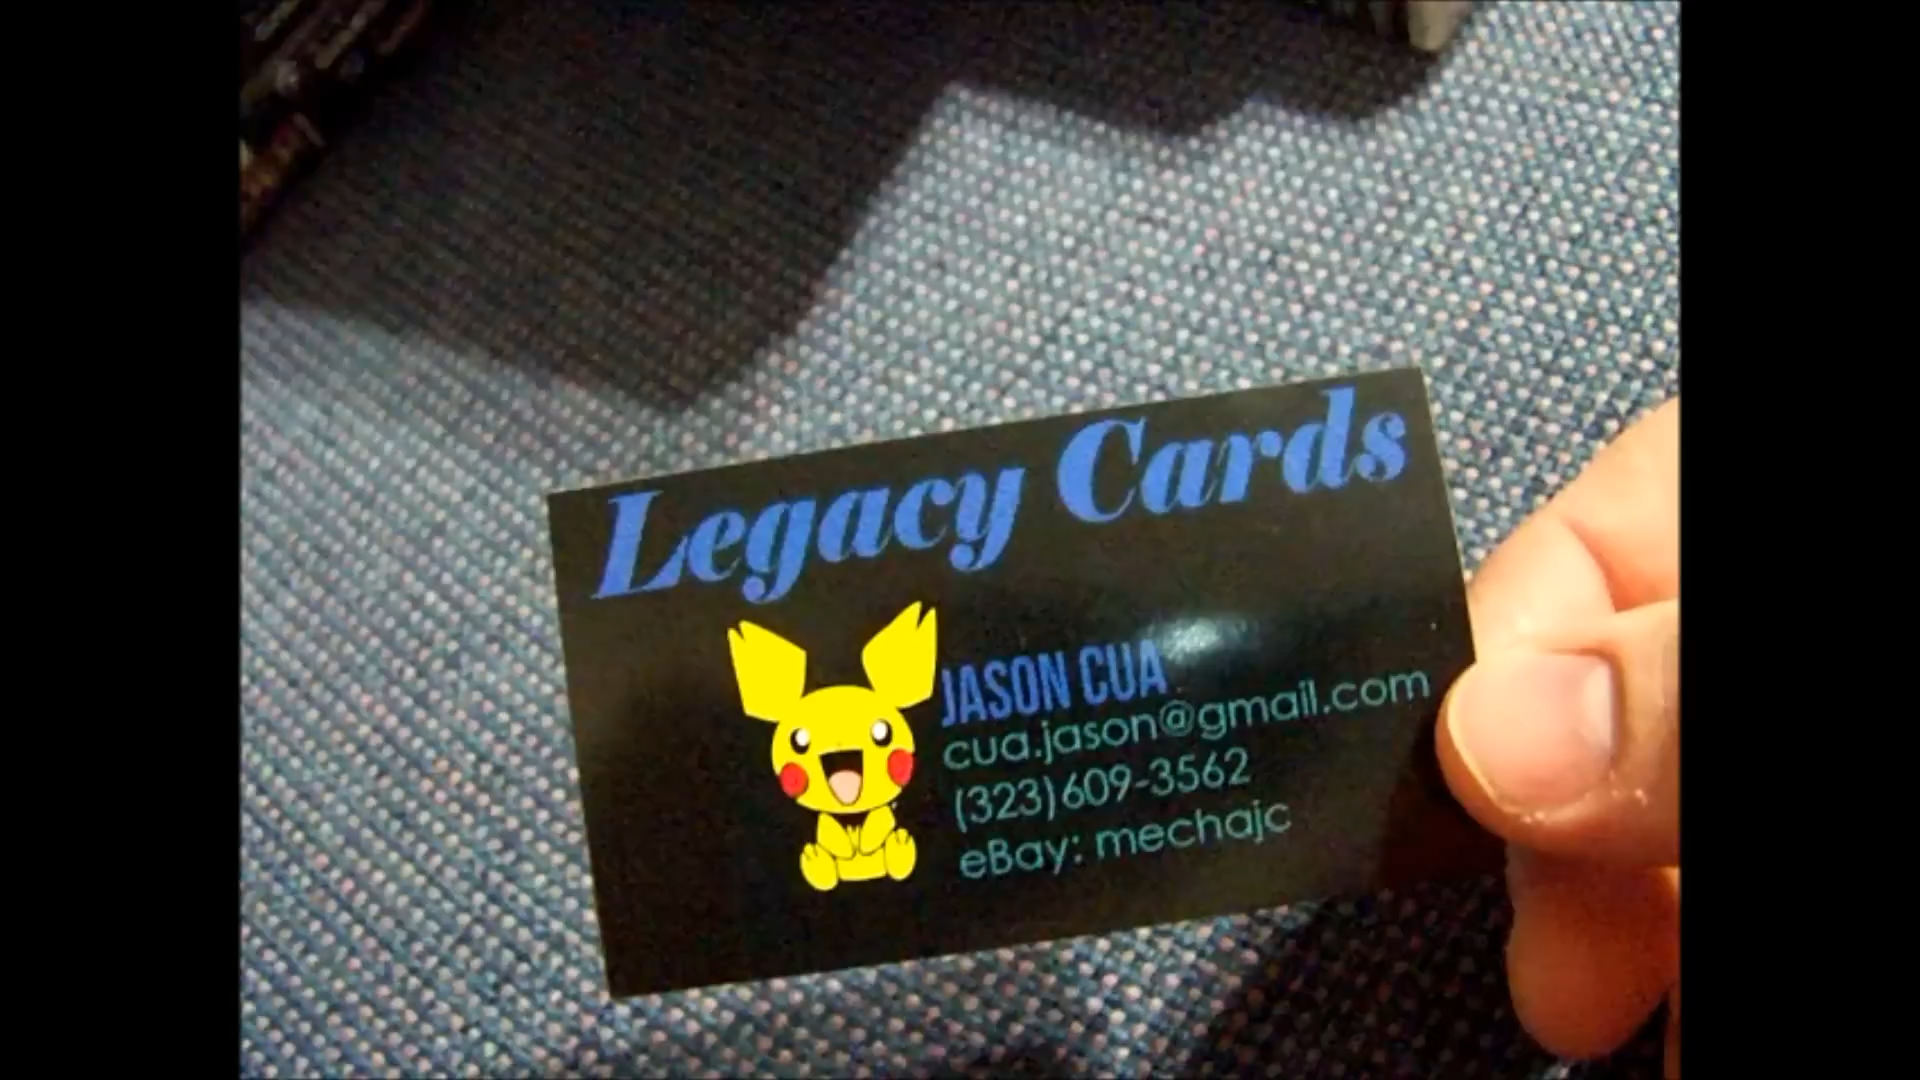 Legacy Cards
JASON CUA
cua.jason@gmail.com
(323)609-3562
eBay: mechajc